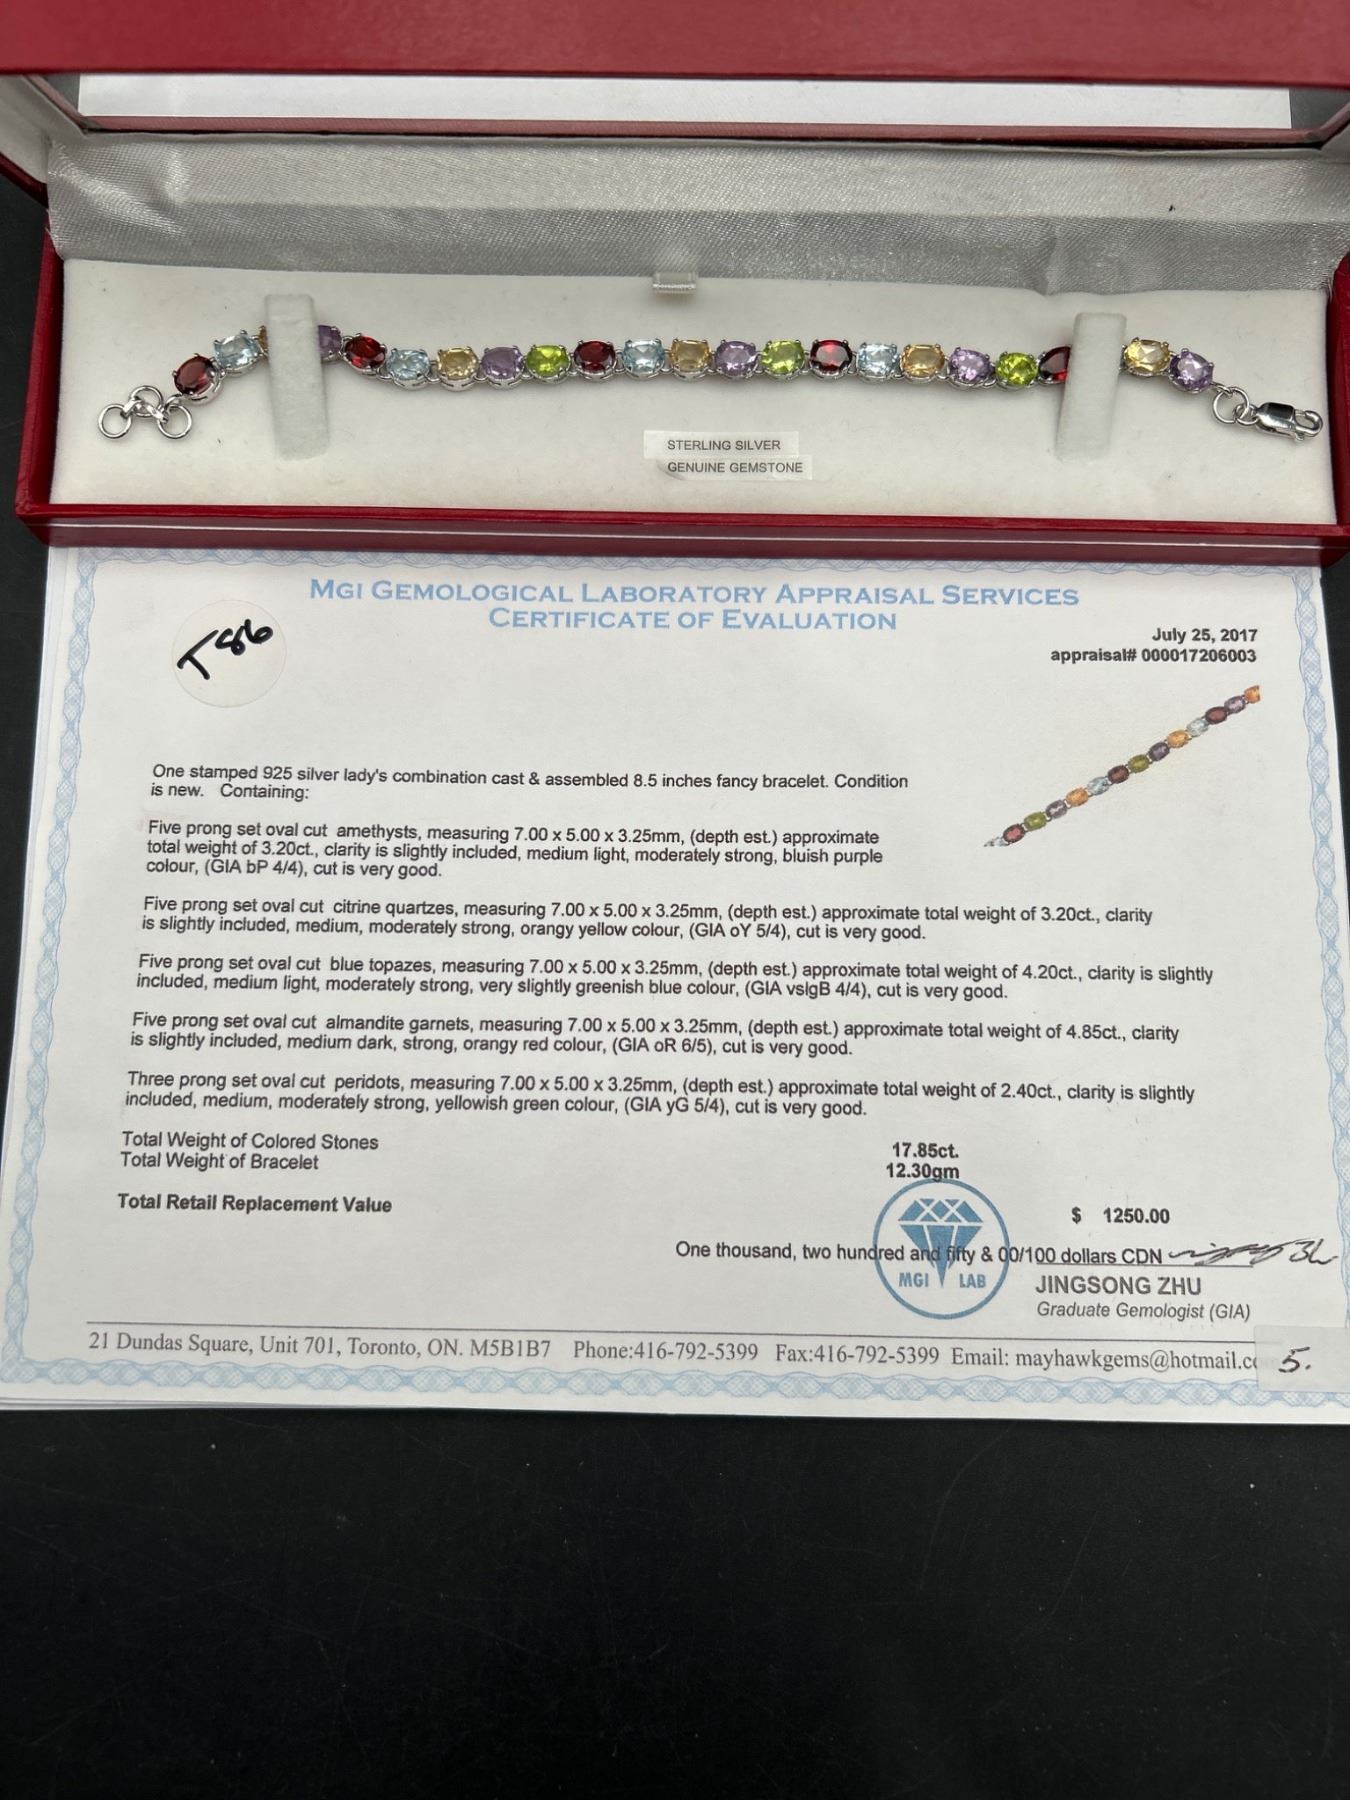 STERLING SILVER
GENUINE GEMSTONE
MGI GEMOLOGICAL LABORATORY APPRAISAL SERVICES
CERTIFICATE OF EVALUATION
T86
July 25, 2017
appraisal# 000017206003
One stamped 925 silver lady's combination cast & assembled 8.5 inches fancy bracelet. Condition
is new. Containing:
Five prong set oval cut amethysts, measuring 7.00 x 5.00 x 3.25mm, (depth est.) approximate
total weight of 3.20ct., clarity is slightly included, medium light, moderately strong, bluish purple
colour, (GIA bP 4/4), cut is very good.
Five prong set oval cut citrine quartzes, measuring 7.00 x 5.00 x 3.25mm, (depth est.) approximate total weight of 3.20ct., clarity
is slightly included, medium, moderately strong, orangy yellow colour, (GIA oY 5/4), cut is very good.
Five prong set oval cut blue topazes, measuring 7.00 x 5.00 x 3.25mm, (depth est.) approximate total weight of 4.20ct., clarity is slightly
included, medium light, moderately strong, very slightly greenish blue colour, (GIA vslgB 4/4), cut is very good.
Five prong set oval cut almandite garnets, measuring 7.00 x 5.00 x 3.25mm, (depth est.) approximate total weight of 4.85ct., clarity
is slightly included, medium dark, strong, orangy red colour, (GIA oR 6/5), cut is very good.
Three prong set oval cut peridots, measuring 7.00 x 5.00 x 3.25mm, (depth est.) approximate total weight of 2.40ct., clarity is slightly
included, medium, moderately strong, yellowish green colour, (GIA yG 5/4), cut is very good.
Total Weight of Colored Stones 17.85ct.
Total Weight of Bracelet 12.30gm
Total Retail Replacement Value $ 1250.00
One thousand, two hundred and fifty & 00/100 dollars CDN
MGI LAB
JINGSONG ZHU
Graduate Gemologist (GIA)
21 Dundas Square, Unit 701, Toronto, ON. M5B1B7 Phone:416-792-5399 Fax:416-792-5399 Email: mayhawkgems@hotmail.co
5.